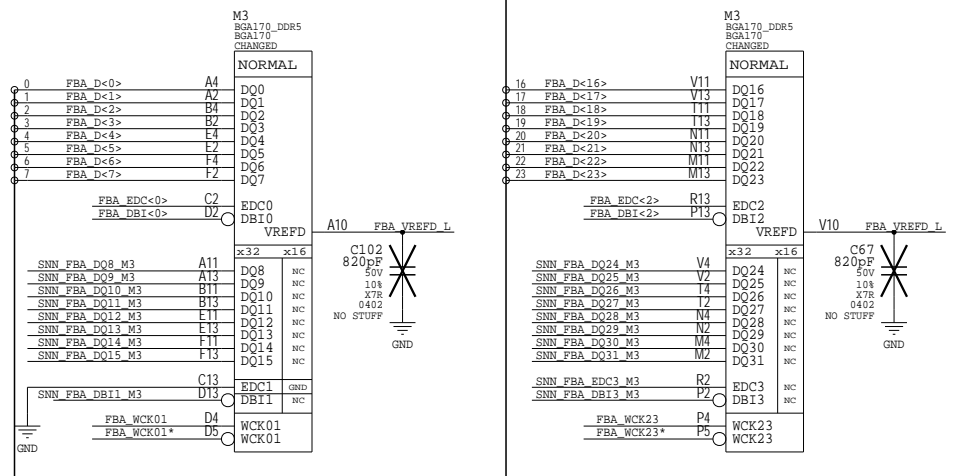 M3
BGA170_DDR5
BGA170
CHANGED
NORMAL
0 FBA_D<0> A4 DQ0
1 FBA_D<1> A2 DQ1
2 FBA_D<2> B4 DQ2
3 FBA_D<3> B2 DQ3
4 FBA_D<4> E4 DQ4
5 FBA_D<5> E2 DQ5
6 FBA_D<6> F4 DQ6
7 FBA_D<7> F2 DQ7
FBA_EDC<0> C2 EDC0
FBA_DBI<0> D2 DBI0
VREFD A10 FBA_VREFD_L
x32 x16
C102
820pF
50V
10%
X7R
0402
NO STUFF
GND
SNN_FBA_DQ8_M3 A11 DQ8 NC
SNN_FBA_DQ9_M3 A13 DQ9 NC
SNN_FBA_DQ10_M3 B11 DQ10 NC
SNN_FBA_DQ11_M3 B13 DQ11 NC
SNN_FBA_DQ12_M3 E11 DQ12 NC
SNN_FBA_DQ13_M3 E13 DQ13 NC
SNN_FBA_DQ14_M3 F11 DQ14 NC
SNN_FBA_DQ15_M3 F13 DQ15 NC
C13 EDC1 GND
SNN_FBA_DBI1_M3 D13 DBI1 NC
FBA_WCK01 D4 WCK01
FBA_WCK01* D5 WCK01
GND
M3
BGA170_DDR5
BGA170
CHANGED
NORMAL
16 FBA_D<16> V11 DQ16
17 FBA_D<17> V13 DQ17
18 FBA_D<18> T11 DQ18
19 FBA_D<19> T13 DQ19
20 FBA_D<20> N11 DQ20
21 FBA_D<21> N13 DQ21
22 FBA_D<22> M11 DQ22
23 FBA_D<23> M13 DQ23
FBA_EDC<2> R13 EDC2
FBA_DBI<2> P13 DBI2
VREFD V10 FBA_VREFD_L
x32 x16
C67
820pF
50V
10%
X7R
0402
NO STUFF
GND
SNN_FBA_DQ24_M3 V4 DQ24 NC
SNN_FBA_DQ25_M3 V2 DQ25 NC
SNN_FBA_DQ26_M3 T4 DQ26 NC
SNN_FBA_DQ27_M3 T2 DQ27 NC
SNN_FBA_DQ28_M3 N4 DQ28 NC
SNN_FBA_DQ29_M3 N2 DQ29 NC
SNN_FBA_DQ30_M3 M4 DQ30 NC
SNN_FBA_DQ31_M3 M2 DQ31 NC
SNN_FBA_EDC3_M3 R2 EDC3 NC
SNN_FBA_DBI3_M3 P2 DBI3 NC
FBA_WCK23 P4 WCK23
FBA_WCK23* P5 WCK23